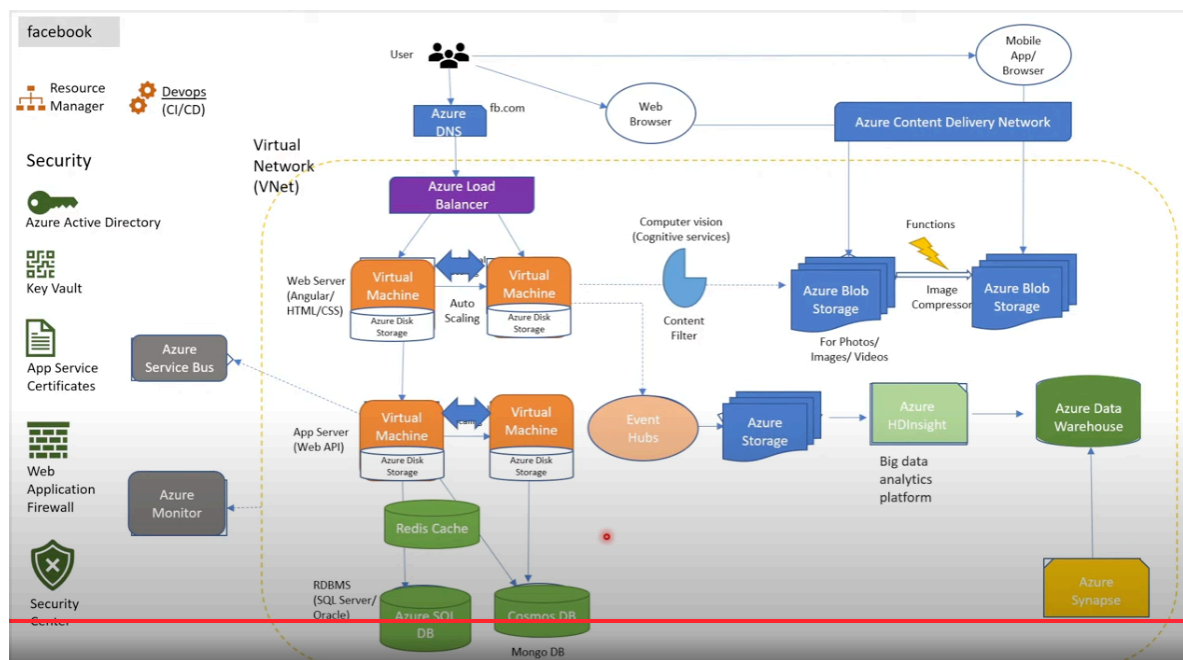 facebook
Resource
Manager
Devops
(CI/CD)
Security
Azure Active Directory
Key Vault
App Service
Certificates
Web
Application
Firewall
Security
Center
User
Azure
DNS
fb.com
Web
Browser
Mobile
App/
Browser
Azure Content Delivery Network
Virtual
Network
(VNet)
Azure Load
Balancer
Web Server
(Angular/
HTML/CSS)
Virtual
Machine
Azure Disk
Storage
Auto
Scaling
Virtual
Machine
Azure Disk
Storage
Computer vision
(Cognitive services)
Content
Filter
Azure Blob
Storage
For Photos/
Images/ Videos
Functions
Image
Compressor
Azure Blob
Storage
Azure
Service Bus
Azure
Monitor
App Server
(Web API)
Virtual
Machine
Azure Disk
Storage
Virtual
Machine
Azure Disk
Storage
Event
Hubs
Azure
Storage
Azure
HDInsight
Big data
analytics
platform
Azure Data
Warehouse
Azure
Synapse
Redis Cache
RDBMS
(SQL Server/
Oracle)
Azure SQL
DB
Cosmos DB
Mongo DB